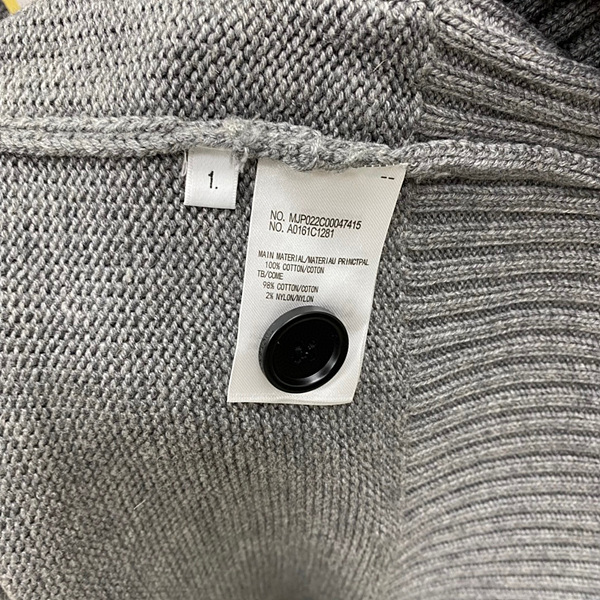 1.
--
NO. MJP022C00047415
NO. A0161C1281
MAIN MATERIAL/MATERIAU PRINCTPAL
100% COTTON/COTON
TB/COME
98% COTTON/COTON
2% NYLON/NYLON